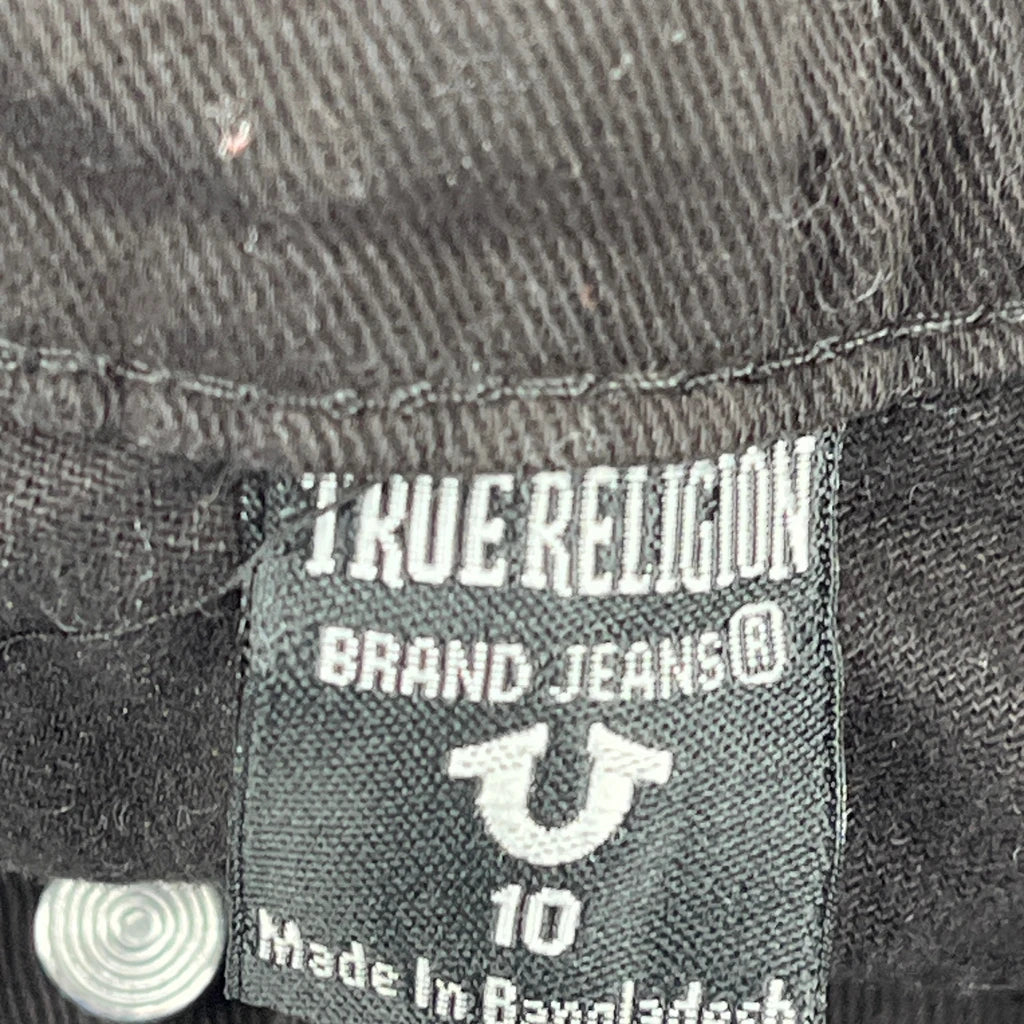 TRUE RELIGION
BRAND JEANS®
10
Made In Bangladesh